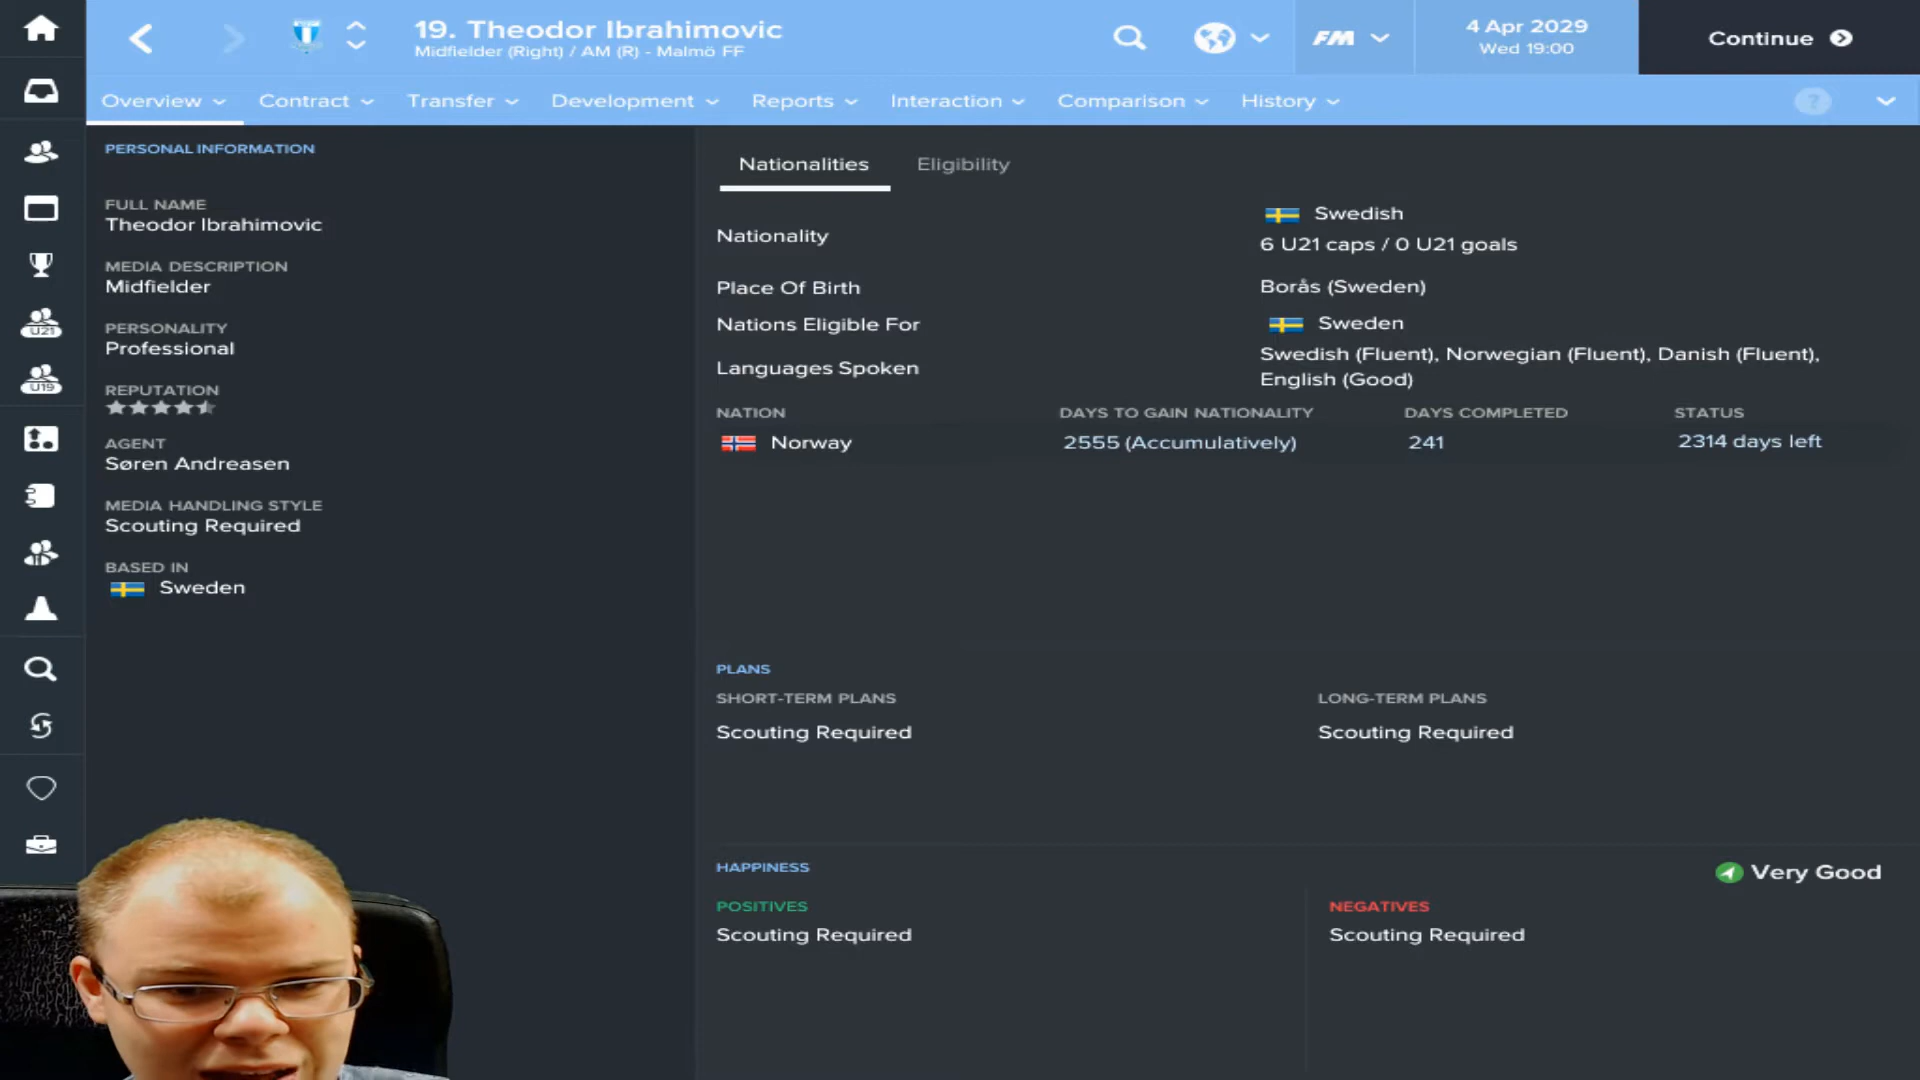 19. Theodor Ibrahimovic
Midfielder (Right) / AM (R) - Malmö FF
FM
4 Apr 2029
Wed 19:00
Continue
Overview
Contract
Transfer
Development
Reports
Interaction
Comparison
History
?
PERSONAL INFORMATION
FULL NAME
Theodor Ibrahimovic
MEDIA DESCRIPTION
Midfielder
PERSONALITY
Professional
REPUTATION
AGENT
Søren Andreasen
MEDIA HANDLING STYLE
Scouting Required
BASED IN
Sweden
U21
U19
Nationalities
Eligibility
Nationality
Swedish
6 U21 caps / 0 U21 goals
Place Of Birth
Borås (Sweden)
Nations Eligible For
Sweden
Languages Spoken
Swedish (Fluent), Norwegian (Fluent), Danish (Fluent),
English (Good)
NATION
DAYS TO GAIN NATIONALITY
DAYS COMPLETED
STATUS
Norway
2555 (Accumulatively)
241
2314 days left
PLANS
SHORT-TERM PLANS
Scouting Required
LONG-TERM PLANS
Scouting Required
HAPPINESS
Very Good
POSITIVES
Scouting Required
NEGATIVES
Scouting Required